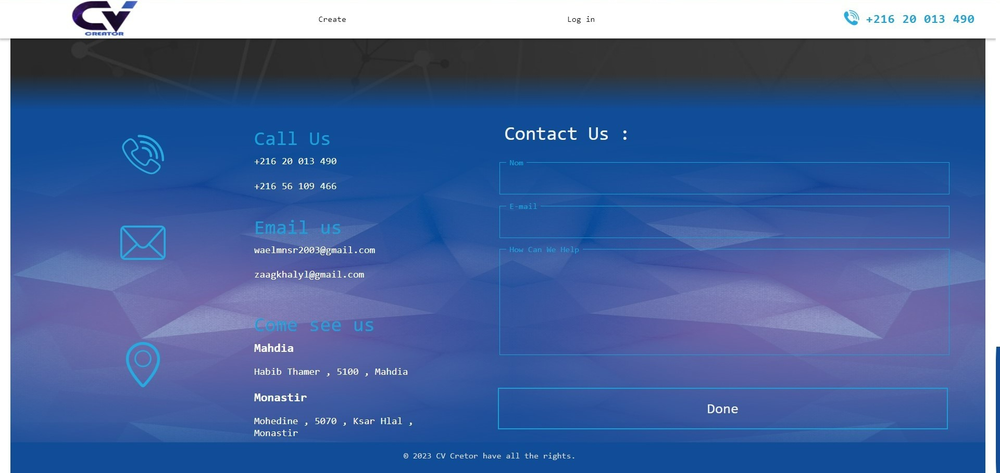 CV
CREATOR
Create
Log in
+216 20 013 490
Call Us
+216 20 013 490
+216 56 109 466
Email us
waelmnsr2003@gmail.com
zaagkhalyl@gmail.com
Come see us
Mahdia
Habib Thamer , 5100 , Mahdia
Monastir
Mohedine , 5070 , Ksar Hlal ,
Monastir
Contact Us :
Nom
E-mail
How Can We Help
Done
© 2023 CV Cretor have all the rights.